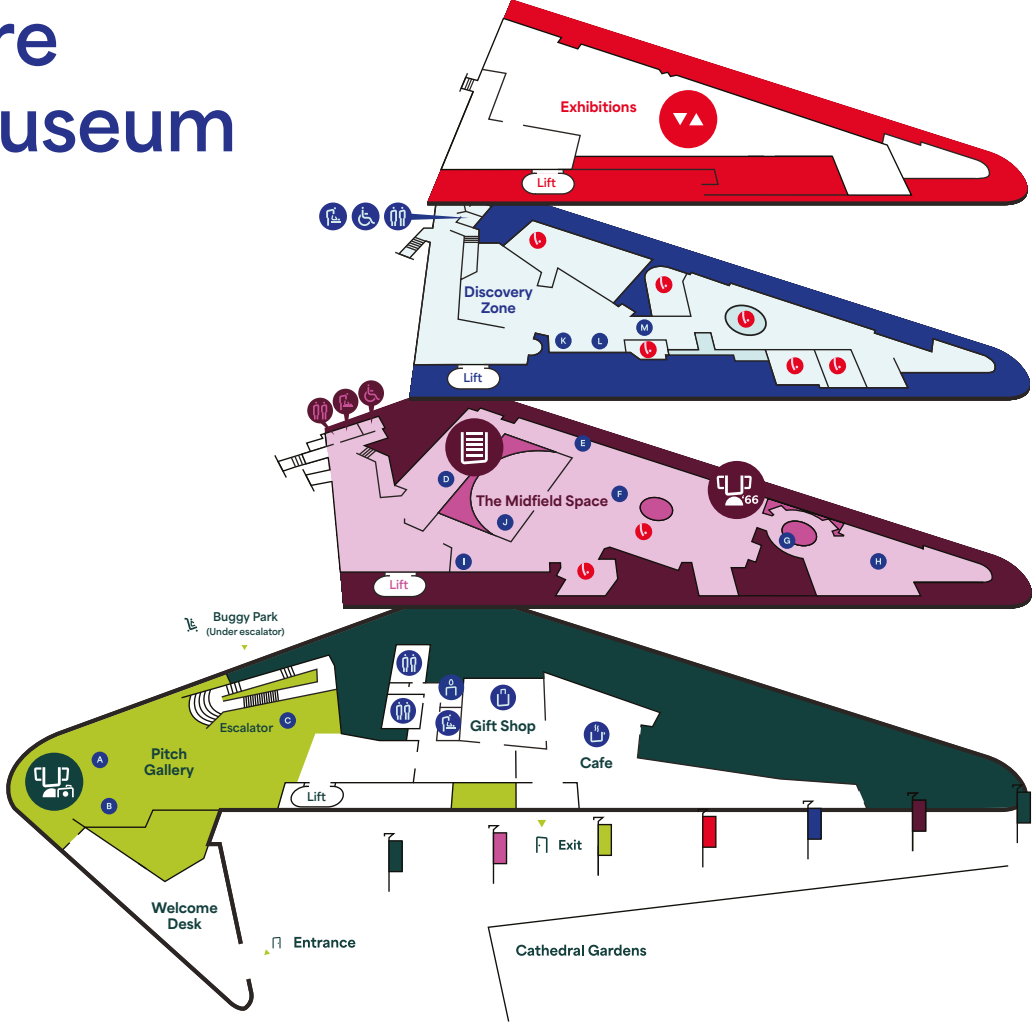 re
useum
Exhibitions
Lift
Discovery
Zone
K
L
M
Lift
E
D
The Midfield Space
F
'66
J
G
I
H
Lift
Buggy Park
(Under escalator)
Escalator
C
Gift Shop
Pitch
Gallery
A
Cafe
B
Lift
Exit
Welcome
Desk
Entrance
Cathedral Gardens